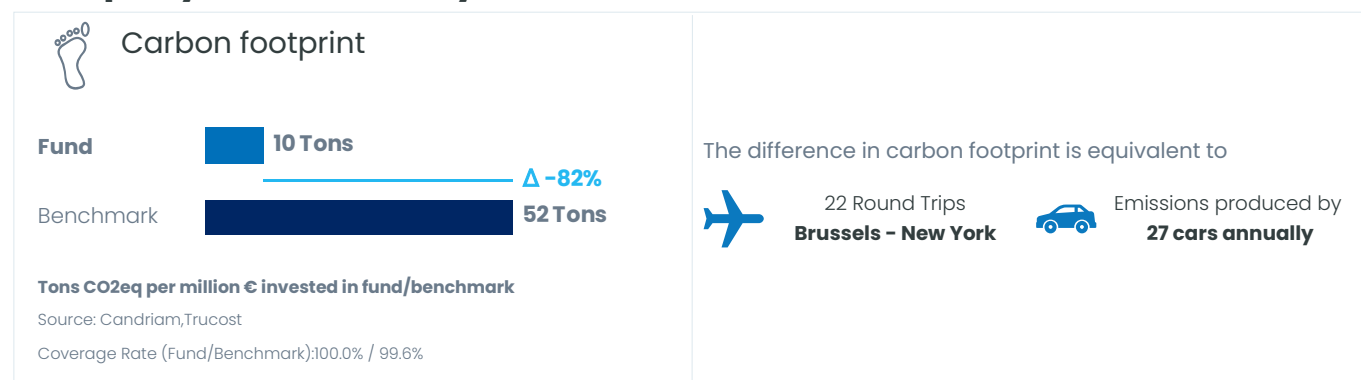 Carbon footprint
Fund
10 Tons
Δ -82%
Benchmark
52 Tons
Tons CO2eq per million € invested in fund/benchmark
Source: Candriam,Trucost
Coverage Rate (Fund/Benchmark):100.0% / 99.6%
The difference in carbon footprint is equivalent to
22 Round Trips
Brussels - New York
Emissions produced by
27 cars annually